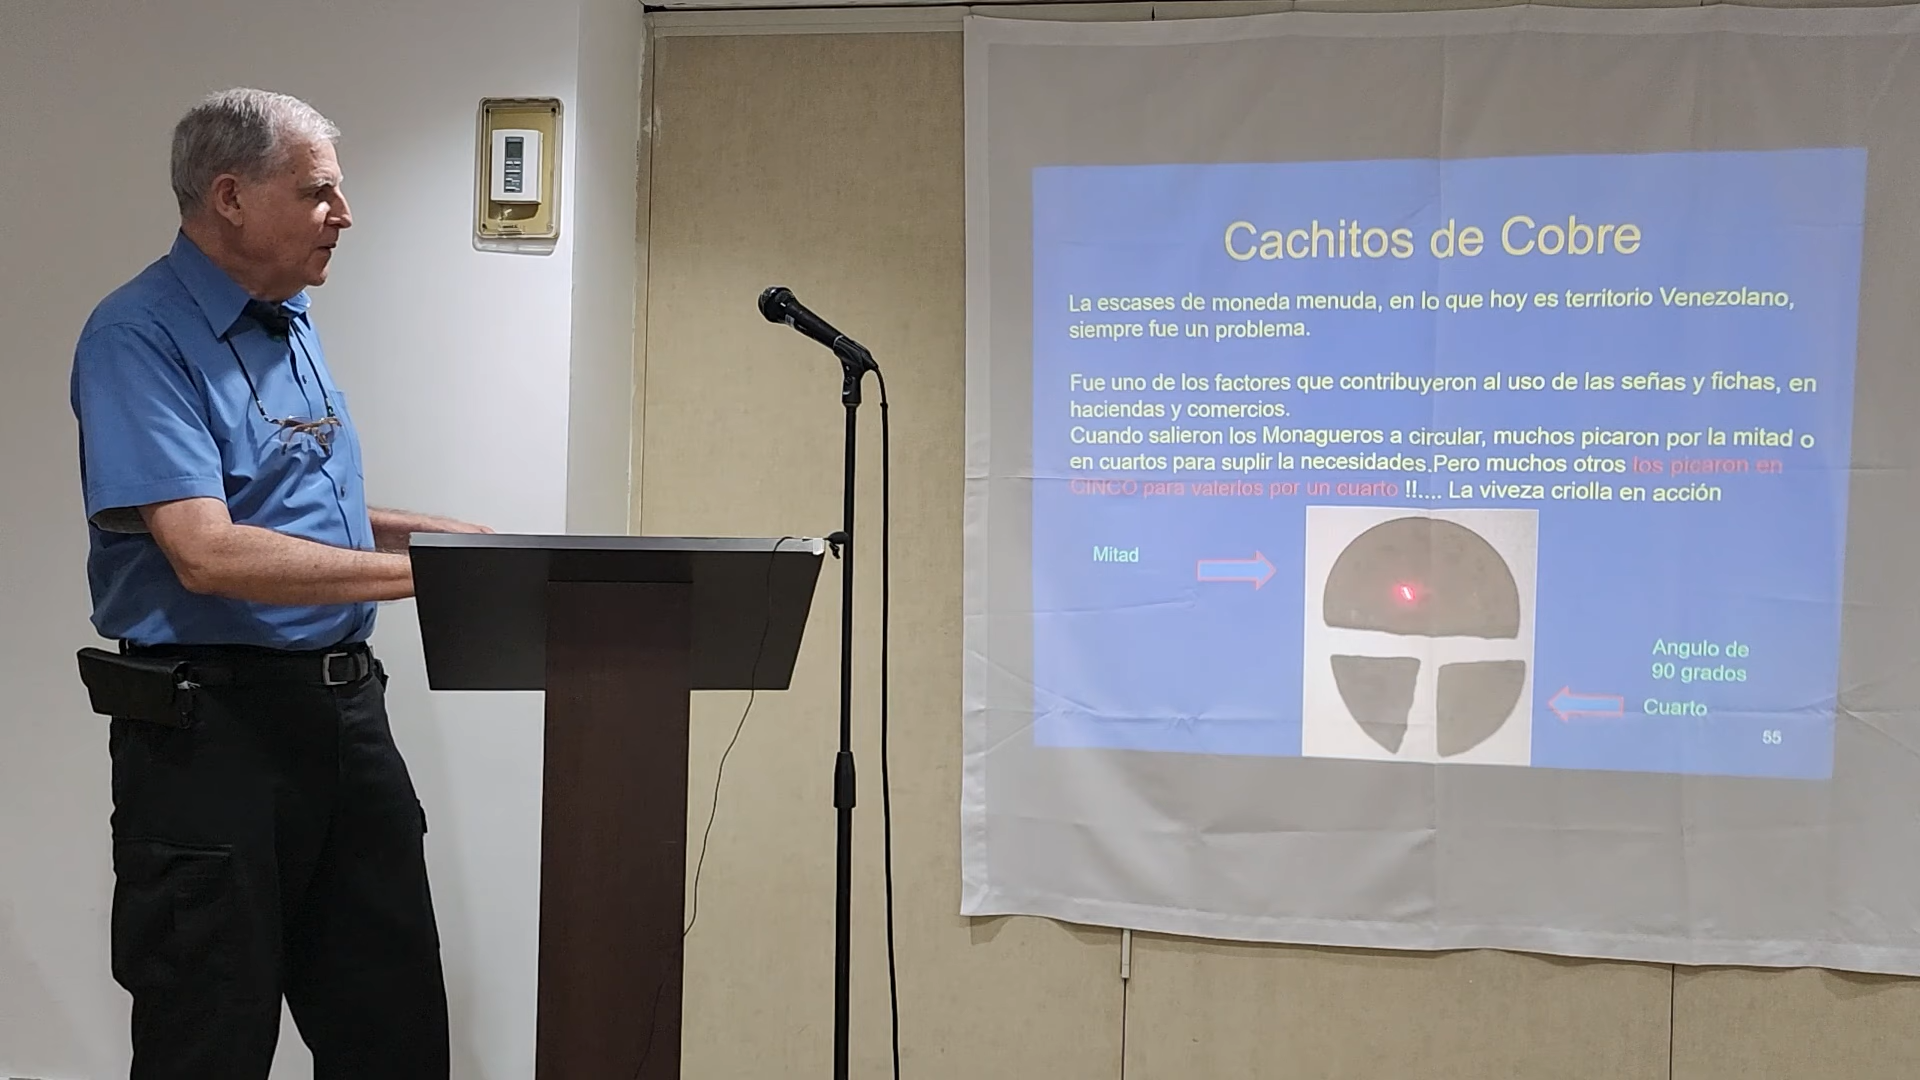 Cachitos de Cobre
La escases de moneda menuda, en lo que hoy es territorio Venezolano,
siempre fue un problema.
Fue uno de los factores que contribuyeron al uso de las señas y fichas, en
haciendas y comercios.
Cuando salieron los Monagueros a circular, muchos picaron por la mitad o
en cuartos para suplir la necesidades.Pero muchos otros los picaron en
CINCO para valerlos por un cuarto !!.... La viveza criolla en acción
Mitad
Angulo de
90 grados
Cuarto
55